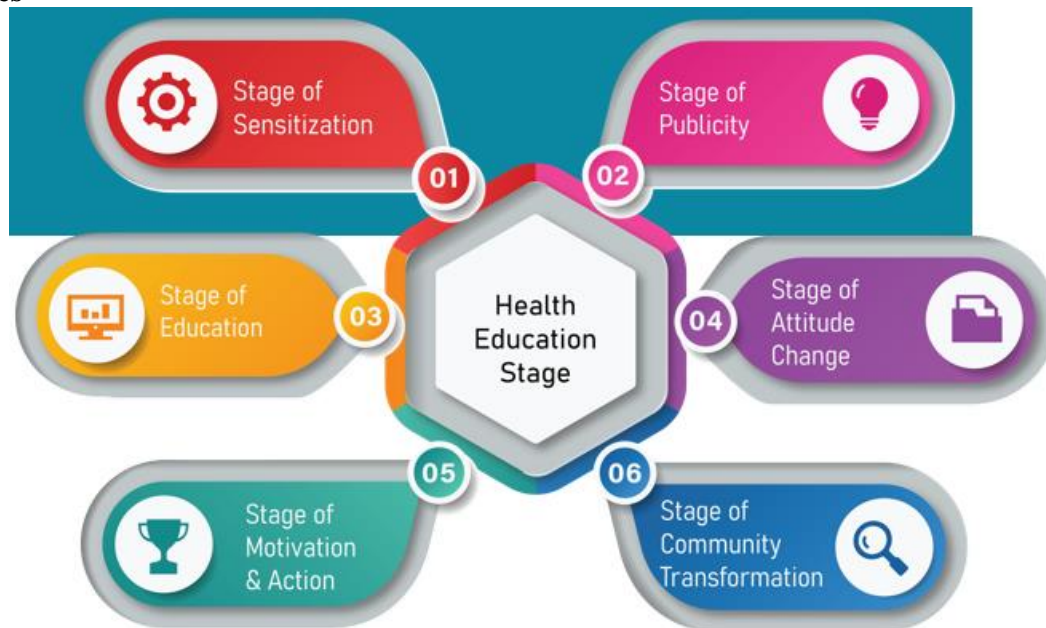 Stage of
Sensitization
01
Stage of
Publicity
02
Stage of
Education
03
Health
Education
Stage
04
Stage of
Attitude
Change
05
Stage of
Motivation
& Action
06
Stage of
Community
Transformation